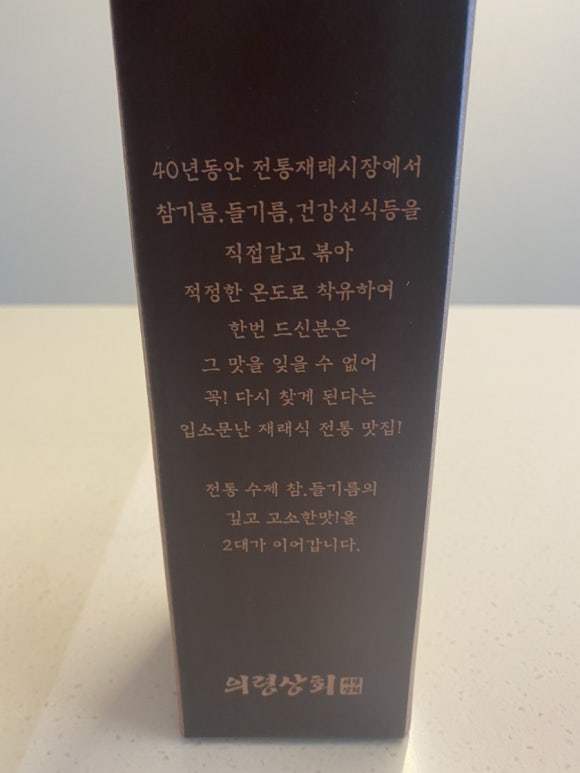 40년동안 전통재래시장에서
참기름.들기름,건강선식등을
직접갈고 볶아
적정한 온도로 착유하여
한번 드신분은
그 맛을 잊을 수 없어
꼭! 다시 찾게 된다는
입소문난 재래식 전통 맛집!
전통 수제 참.들기름의
깊고 고소한맛!을
2대가 이어갑니다.
의령상회